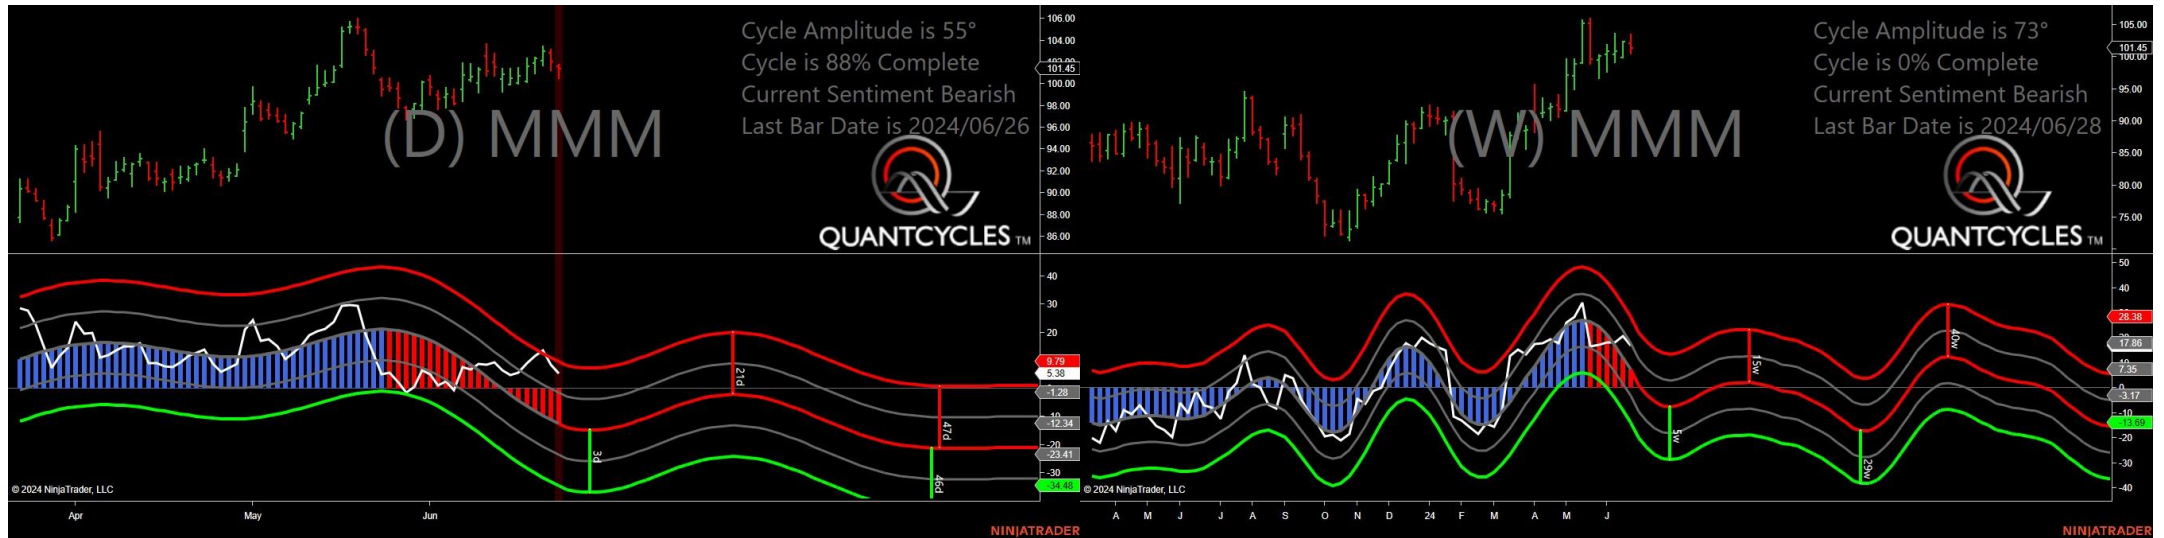 Cycle Amplitude is 55°
Cycle is 88% Complete
Current Sentiment Bearish
Last Bar Date is 2024/06/26
(D) MMM
QUANTCYCLES TM
106.00
104.00
101.45
100.00
98.00
96.00
94.00
92.00
90.00
88.00
86.00
40
30
20
9.79
5.38
-1.28
-10
-12.34
-20
-23.41
-30
-34.48
3d
21d
47d
46d
© 2024 NinjaTrader, LLC
Apr May Jun
NINJATRADER
Cycle Amplitude is 73°
Cycle is 0% Complete
Current Sentiment Bearish
Last Bar Date is 2024/06/28
(W) MMM
QUANTCYCLES TM
105.00
101.45
100.00
95.00
90.00
85.00
80.00
75.00
50
40
28.38
17.86
10
7.35
0
-3.17
-10
-13.69
-20
-30
-40
5w
15w
29w
40w
© 2024 NinjaTrader, LLC
A M J J A S O N D 24 F M A M J
NINJATRADER